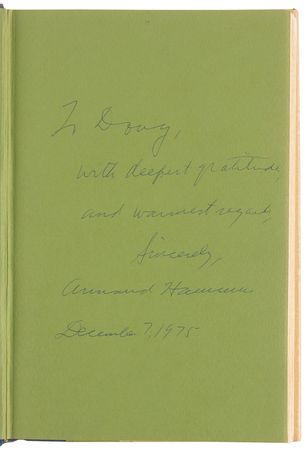 To Doug,
with deepest gratitude,
and warmest regards,
Sincerely,
Armand Hammer
December 7, 1975